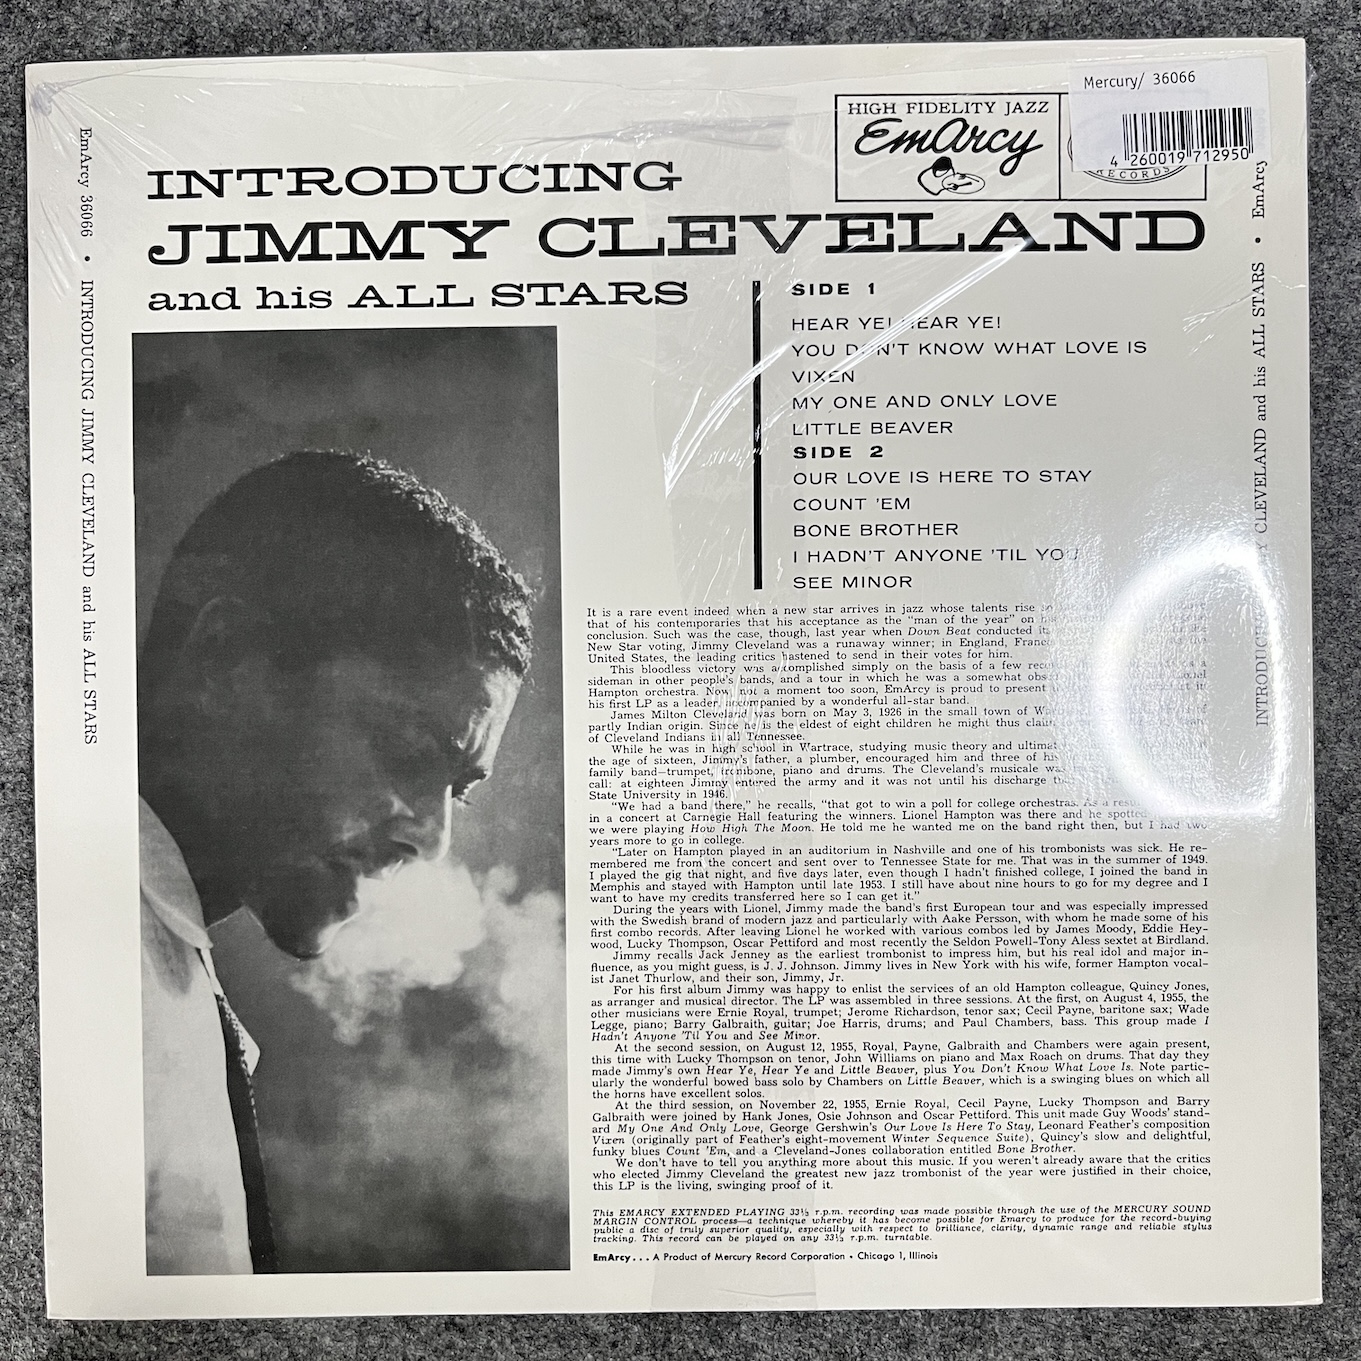 Mercury/ 36066
4 260019 712950
HIGH FIDELITY JAZZ
EmArcy
RECORDS
EmArcy 36066 • INTRODUCING JIMMY CLEVELAND and his ALL STARS
INTRODUCING
JIMMY CLEVELAND
and his ALL STARS
SIDE 1
HEAR YE! HEAR YE!
YOU DON'T KNOW WHAT LOVE IS
VIXEN
MY ONE AND ONLY LOVE
LITTLE BEAVER
SIDE 2
OUR LOVE IS HERE TO STAY
COUNT 'EM
BONE BROTHER
I HADN'T ANYONE 'TIL YOU
SEE MINOR
It is a rare event indeed when a new star arrives in jazz whose talents rise
that of his contemporaries that his acceptance as the “man of the year” on
conclusion. Such was the case, though, last year when Down Beat conducted
New Star voting, Jimmy Cleveland was a runaway winner; in England,
United States, the leading critics hastened to send in their votes for him.
This bloodless victory was accomplished simply on the basis of a few
sideman in other people's bands, and a tour in which he was a somewhat
Hampton orchestra. Now, not a moment too soon, EmArcy is proud to present
his first LP as a leader, accompanied by a wonderful all-star band.
James Milton Cleveland was born on May 3, 1926 in the small town of
partly Indian origin. Since he is the eldest of eight children he might thus
of Cleveland Indians in all Tennessee.
While he was in high school in Wartrace, studying music theory and
the age of sixteen, Jimmy's father, a plumber, encouraged him and three of
family band—trumpet, trombone, piano and drums. The Cleveland's musicale
call: at eighteen Jimmy entered the army and it was not until his discharge
State University in 1946.
“We had a band there,” he recalls, “that got to win a poll for college orchestras. As a
in a concert at Carnegie Hall featuring the winners. Lionel Hampton was there and he spotted
we were playing How High The Moon. He told me he wanted me on the band right then, but I had two
years more to go in college.
“Later on Hampton played in an auditorium in Nashville and one of his trombonists was sick. He re-
membered me from the concert and sent over to Tennessee State for me. That was in the summer of 1949.
I played the gig that night, and five days later, even though I hadn't finished college, I joined the band in
Memphis and stayed with Hampton until late 1953. I still have about nine hours to go for my degree and I
want to have my credits transferred here so I can get it.”
During the years with Lionel, Jimmy made the band's first European tour and was especially impressed
with the Swedish brand of modern jazz and particularly with Aake Persson, with whom he made some of his
first combo records. After leaving Lionel he worked with various combos led by James Moody, Eddie Hey-
wood, Lucky Thompson, Oscar Pettiford and most recently the Seldon Powell-Tony Aless sextet at Birdland.
Jimmy recalls Jack Jenney as the earliest trombonist to impress him, but his real idol and major in-
fluence, as you might guess, is J. J. Johnson. Jimmy lives in New York with his wife, former Hampton vocal-
ist Janet Thurlow, and their son, Jimmy, Jr.
For his first album Jimmy was happy to enlist the services of an old Hampton colleague, Quincy Jones,
as arranger and musical director. The LP was assembled in three sessions. At the first, on August 4, 1955, the
other musicians were Ernie Royal, trumpet; Jerome Richardson, tenor sax; Cecil Payne, baritone sax; Wade
Legge, piano; Barry Galbraith, guitar; Joe Harris, drums; and Paul Chambers, bass. This group made I
Hadn't Anyone 'Til You and See Minor.
At the second session, on August 12, 1955, Royal, Payne, Galbraith and Chambers were again present,
this time with Lucky Thompson on tenor, John Williams on piano and Max Roach on drums. That day they
made Jimmy's own Hear Ye, Hear Ye and Little Beaver, plus You Don't Know What Love Is. Note partic-
ularly the wonderful bowed bass solo by Chambers on Little Beaver, which is a swinging blues on which all
the horns have excellent solos.
At the third session, on November 22, 1955, Ernie Royal, Cecil Payne, Lucky Thompson and Barry
Galbraith were joined by Hank Jones, Osie Johnson and Oscar Pettiford. This unit made Guy Woods' stand-
ard My One And Only Love, George Gershwin's Our Love Is Here To Stay, Leonard Feather's composition
Vixen (originally part of Feather's eight-movement Winter Sequence Suite), Quincy's slow and delightful,
funky blues Count 'Em, and a Cleveland-Jones collaboration entitled Bone Brother.
We don't have to tell you anything more about this music. If you weren't already aware that the critics
who elected Jimmy Cleveland the greatest new jazz trombonist of the year were justified in their choice,
this LP is the living, swinging proof of it.
This EMARCY EXTENDED PLAYING 33⅓ r.p.m. recording was made possible through the use of the MERCURY SOUND
MARGIN CONTROL process—a technique whereby it has become possible for Emarcy to produce for the record-buying
public a disc of truly superior quality, especially with respect to brilliance, clarity, dynamic range and reliable stylus
tracking. This record can be played on any 33⅓ r.p.m. turntable.
EmArcy... A Product of Mercury Record Corporation • Chicago 1, Illinois
INTRODUCING JIMMY CLEVELAND and his ALL STARS • EmArcy